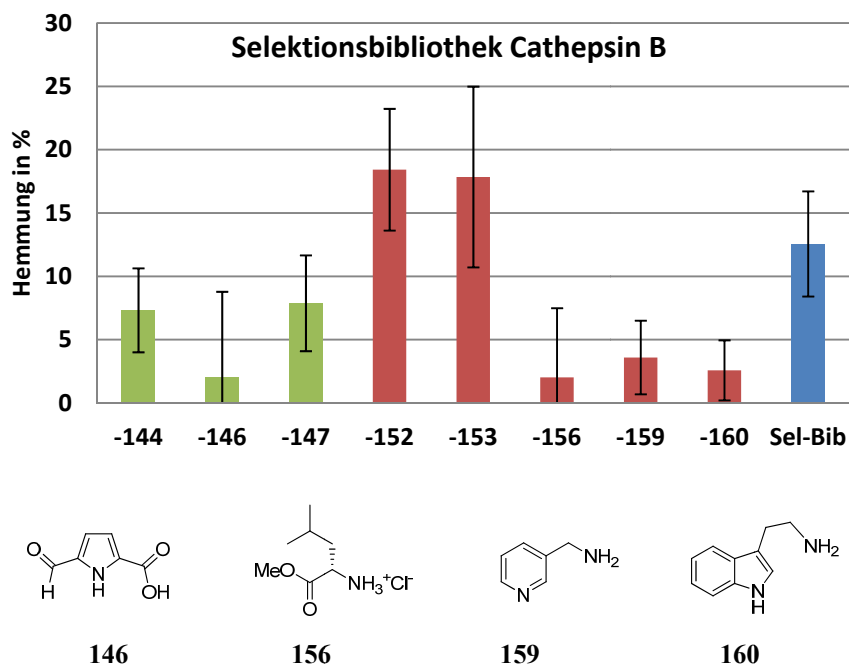 Selektionsbibliothek Cathepsin B
Hemmung in %
30
25
20
15
10
5
0
-144 -146 -147 -152 -153 -156 -159 -160 Sel-Bib
O H N H O OH
MeO O NH₃⁺Cl⁻
N NH₂
N H NH₂
146 156 159 160